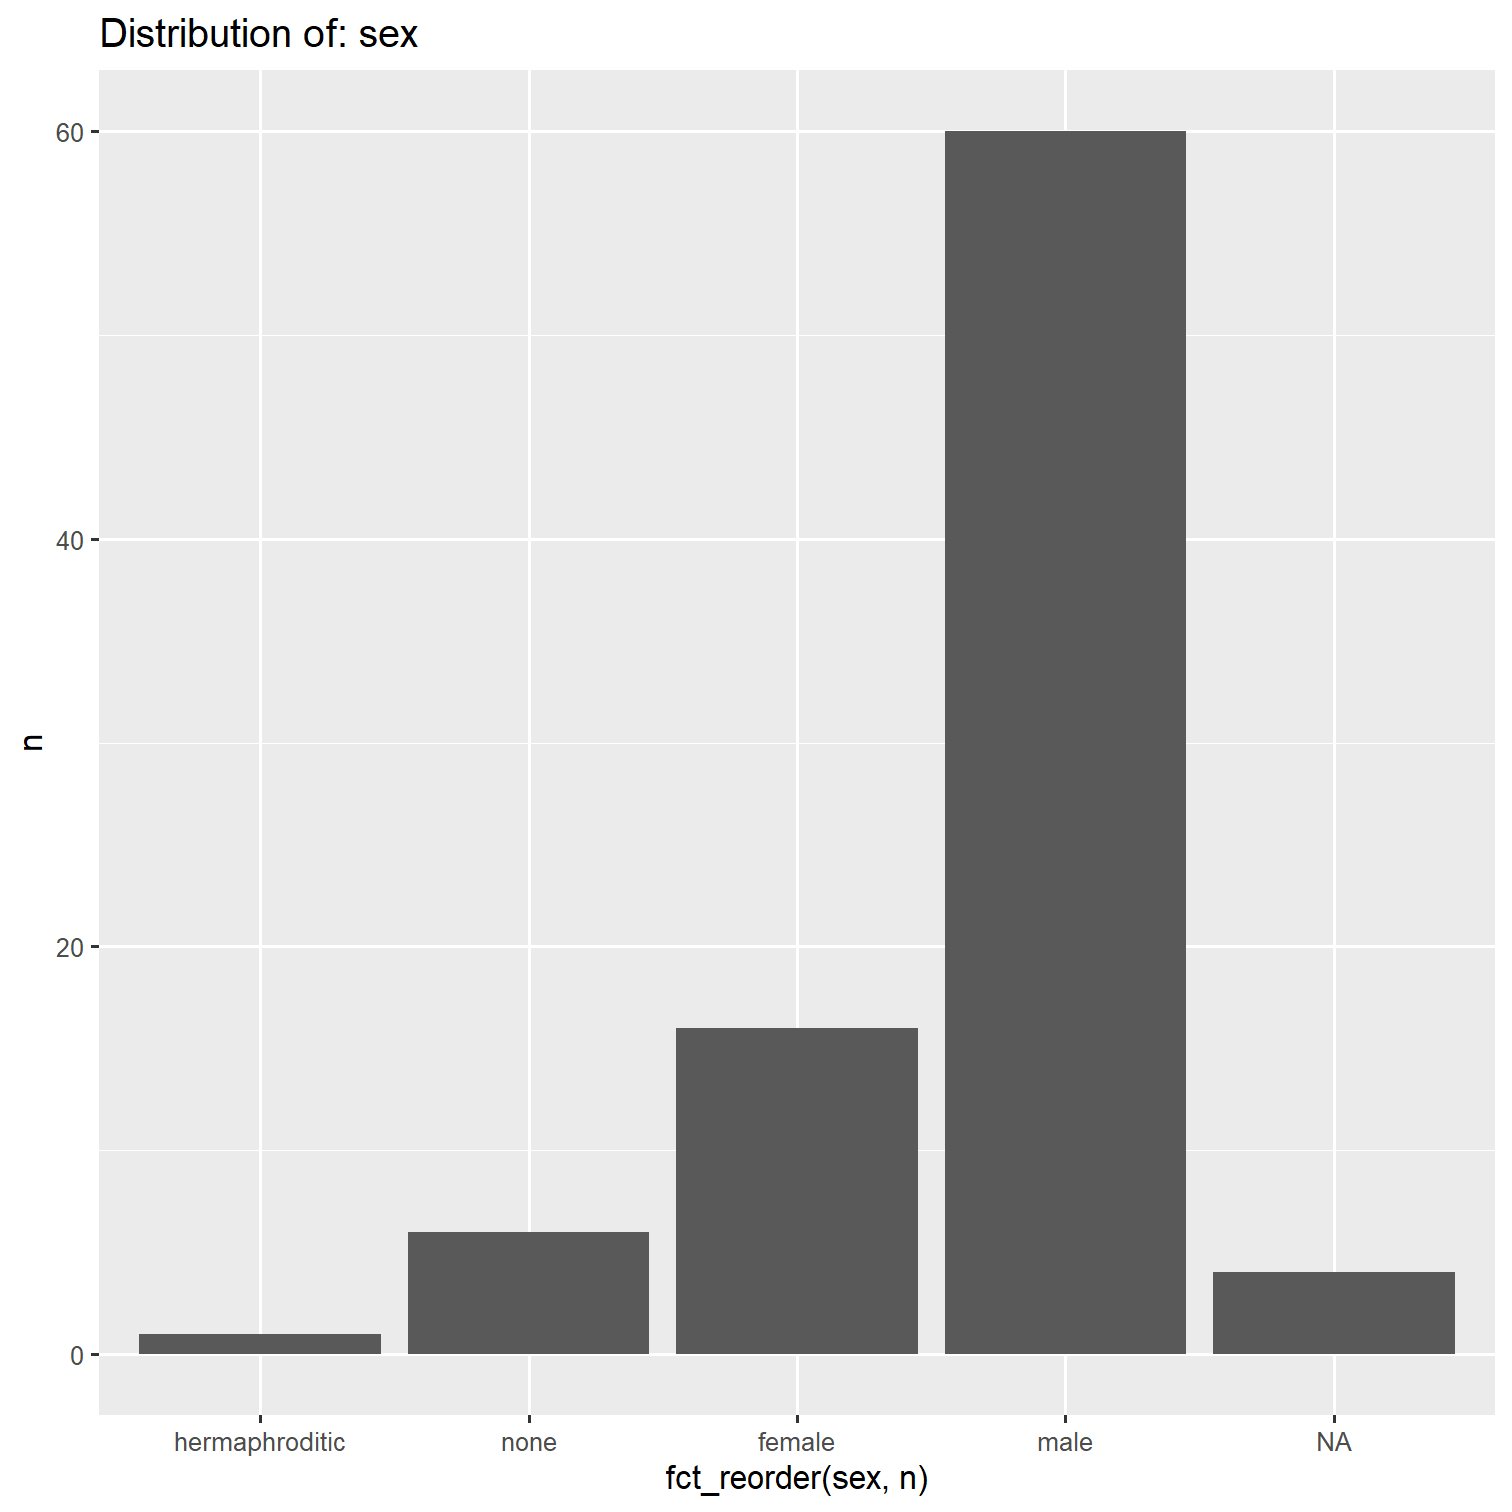 Distribution of: sex
60
40
20
0
n
hermaphroditic none female male NA
fct_reorder(sex, n)